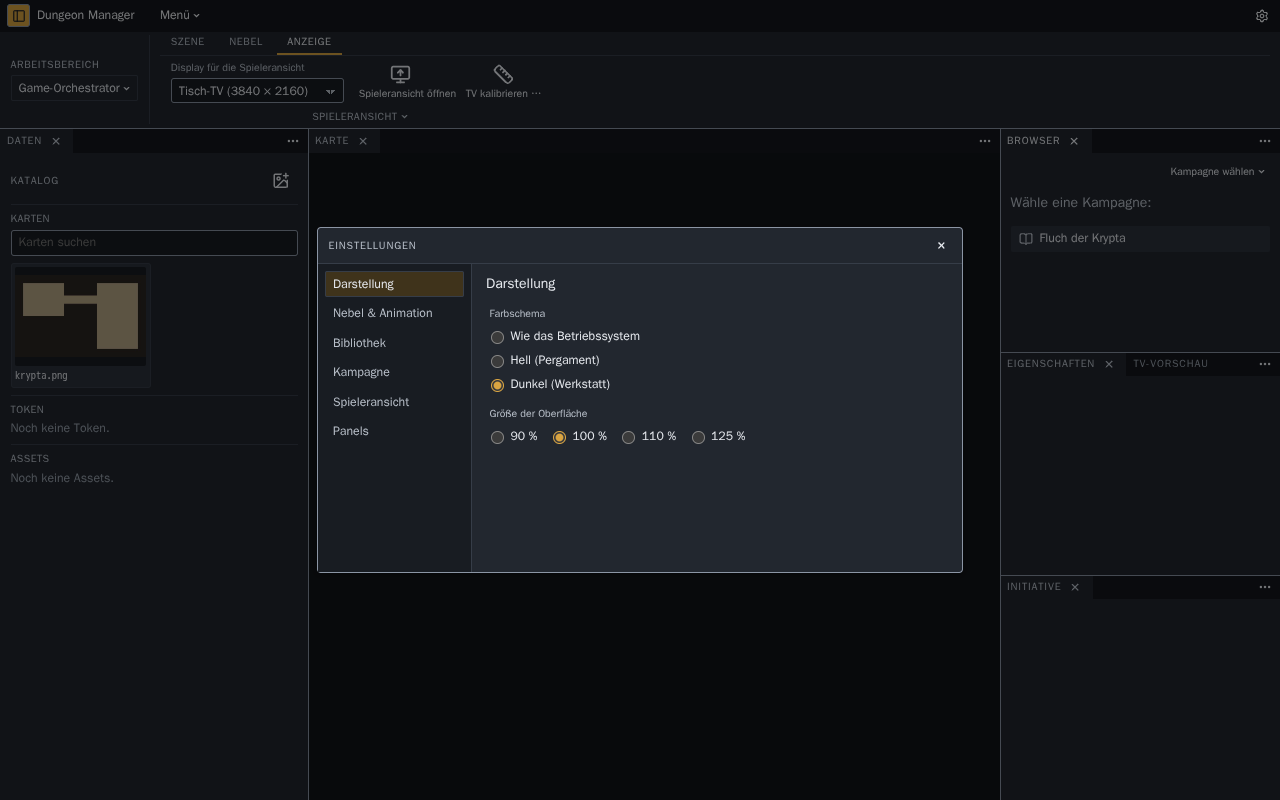 Dungeon Manager
Menü
SZENE NEBEL ANZEIGE
ARBEITSBEREICH
Game-Orchestrator
Display für die Spieleransicht
Tisch-TV (3840 × 2160)
Spieleransicht öffnen
TV kalibrieren ···
SPIELERANSICHT
DATEN
KARTE
BROWSER
KATALOG
KARTEN
Karten suchen
krypta.png
TOKEN
Noch keine Token.
ASSETS
Noch keine Assets.
EINSTELLUNGEN
Darstellung
Nebel & Animation
Bibliothek
Kampagne
Spieleransicht
Panels
Darstellung
Farbschema
Wie das Betriebssystem
Hell (Pergament)
Dunkel (Werkstatt)
Größe der Oberfläche
90 % 100 % 110 % 125 %
Kampagne wählen
Wähle eine Kampagne:
Fluch der Krypta
EIGENSCHAFTEN TV-VORSCHAU
INITIATIVE